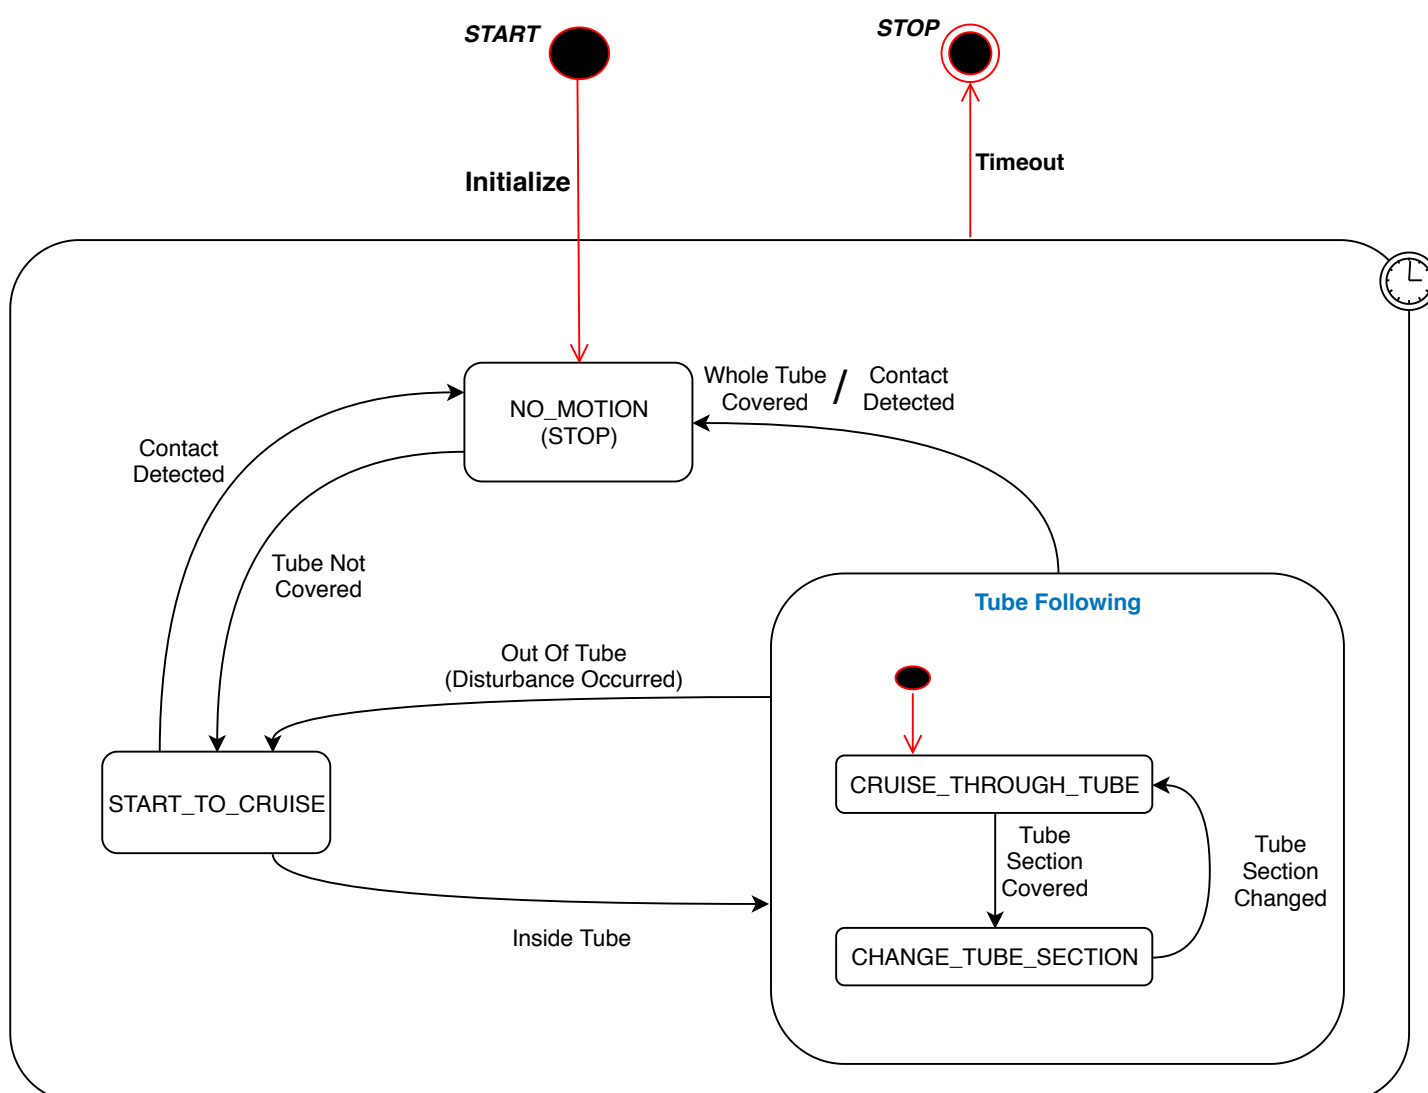 START
STOP
Initialize
Timeout
Whole Tube
Covered
/
Contact
Detected
NO_MOTION
(STOP)
Contact
Detected
Tube Not
Covered
Tube Following
Out Of Tube
(Disturbance Occurred)
START_TO_CRUISE
CRUISE_THROUGH_TUBE
Tube
Section
Covered
Tube
Section
Changed
Inside Tube
CHANGE_TUBE_SECTION